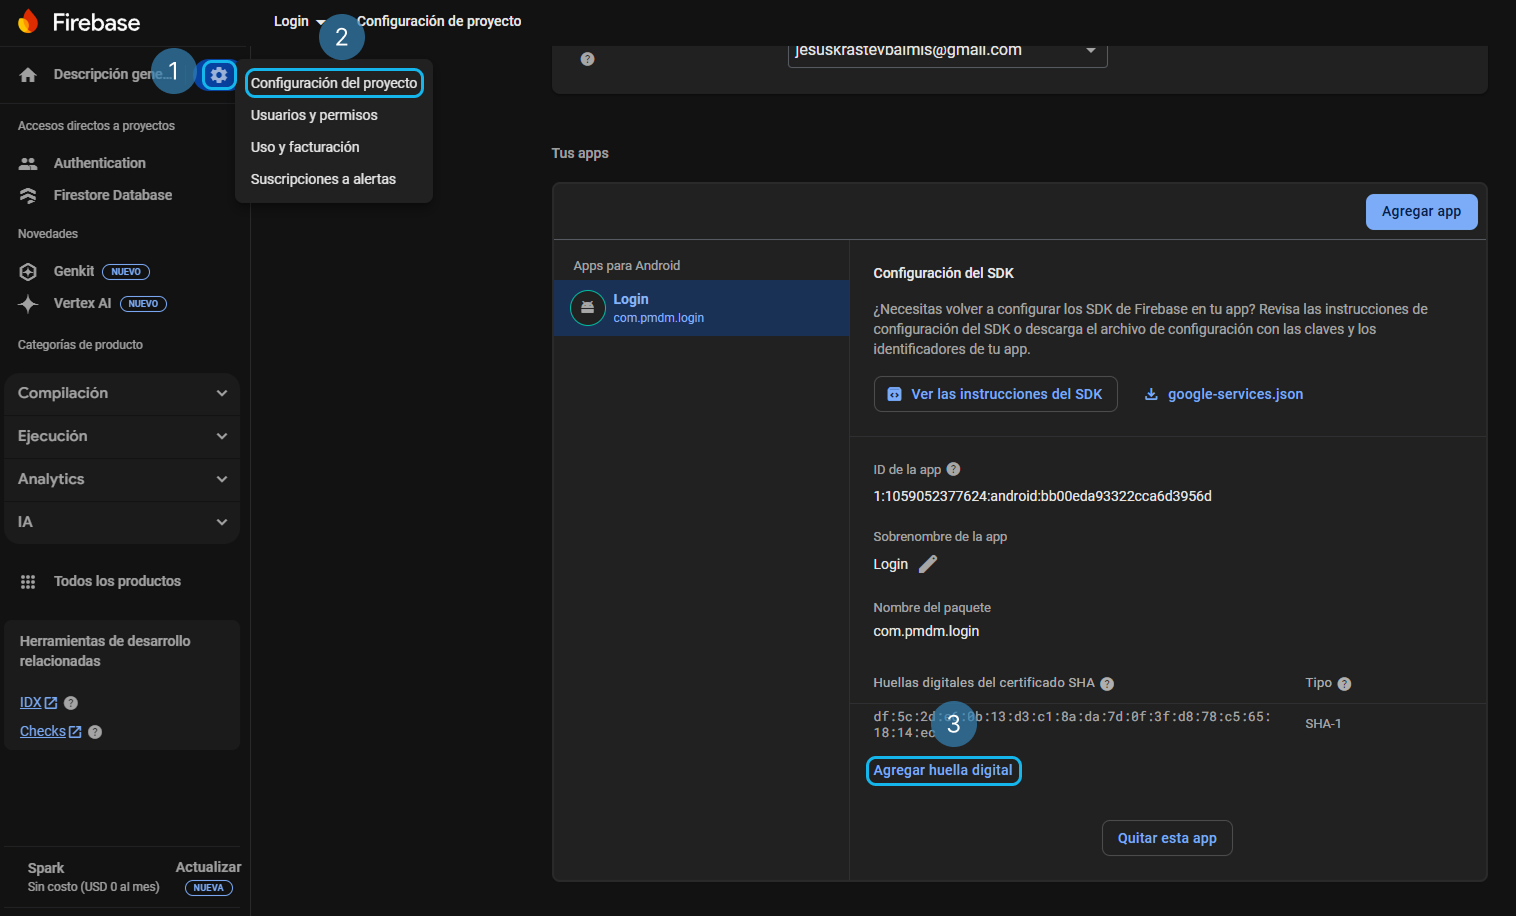 Firebase
Login
Configuración de proyecto
2
jesuskrastevbalmis@gmail.com
?
1
Descripción gene...
Configuración del proyecto
Usuarios y permisos
Uso y facturación
Suscripciones a alertas
Accesos directos a proyectos
Authentication
Firestore Database
Novedades
Genkit NUEVO
Vertex AI NUEVO
Categorías de producto
Compilación
Ejecución
Analytics
IA
Todos los productos
Herramientas de desarrollo
relacionadas
IDX ?
Checks ?
Spark
Sin costo (USD 0 al mes)
Actualizar
NUEVA
Tus apps
Agregar app
Apps para Android
Login
com.pmdm.login
Configuración del SDK
¿Necesitas volver a configurar los SDK de Firebase en tu app? Revisa las instrucciones de
configuración del SDK o descarga el archivo de configuración con las claves y los
identificadores de tu app.
Ver las instrucciones del SDK
google-services.json
ID de la app ?
1:1059052377624:android:bb00eda93322cca6d3956d
Sobrenombre de la app
Login
Nombre del paquete
com.pmdm.login
Huellas digitales del certificado SHA ?
Tipo ?
df:5c:2d: :0b:13:d3:c1:8a:da:7d:0f:3f:d8:78:c5:65:
18:14:ec
SHA-1
3
Agregar huella digital
Quitar esta app